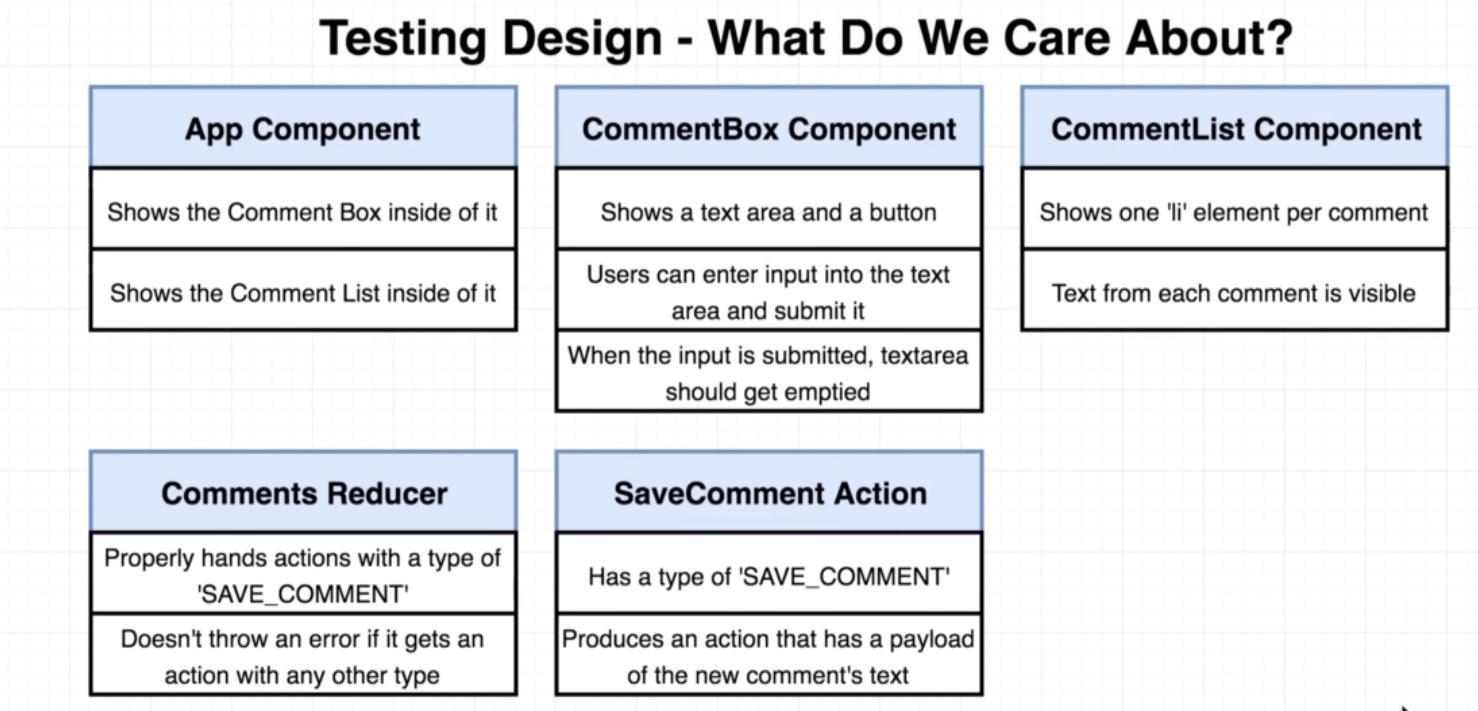 Testing Design - What Do We Care About?
App Component
Shows the Comment Box inside of it
Shows the Comment List inside of it
CommentBox Component
Shows a text area and a button
Users can enter input into the text
area and submit it
When the input is submitted, textarea
should get emptied
CommentList Component
Shows one 'li' element per comment
Text from each comment is visible
Comments Reducer
Properly hands actions with a type of
'SAVE_COMMENT'
Doesn't throw an error if it gets an
action with any other type
SaveComment Action
Has a type of 'SAVE_COMMENT'
Produces an action that has a payload
of the new comment's text